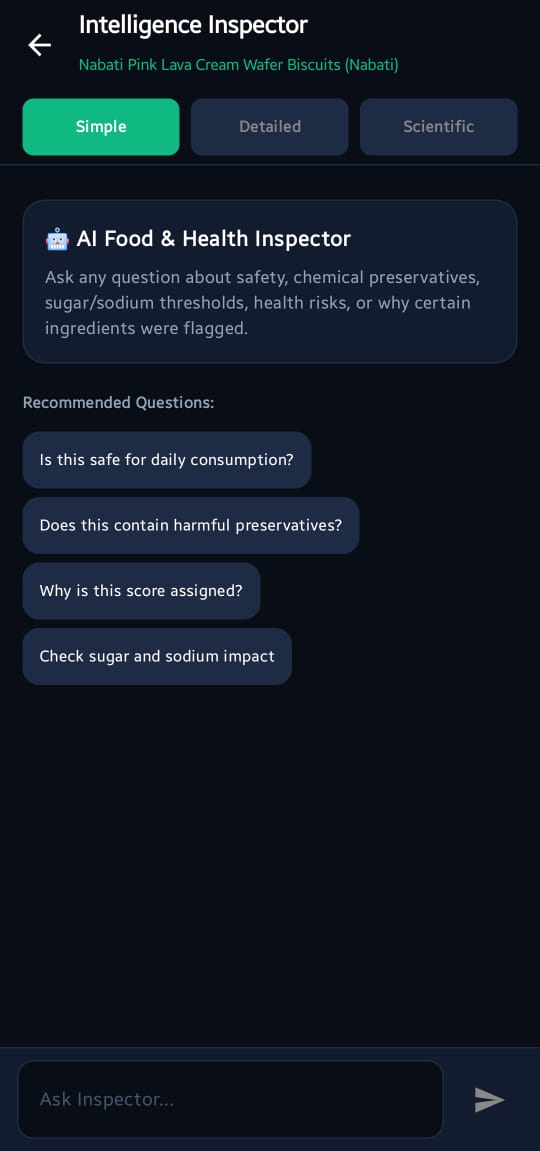 Intelligence Inspector
Nabati Pink Lava Cream Wafer Biscuits (Nabati)
Simple
Detailed
Scientific
🤖 AI Food & Health Inspector
Ask any question about safety, chemical preservatives,
sugar/sodium thresholds, health risks, or why certain
ingredients were flagged.
Recommended Questions:
Is this safe for daily consumption?
Does this contain harmful preservatives?
Why is this score assigned?
Check sugar and sodium impact
Ask Inspector...